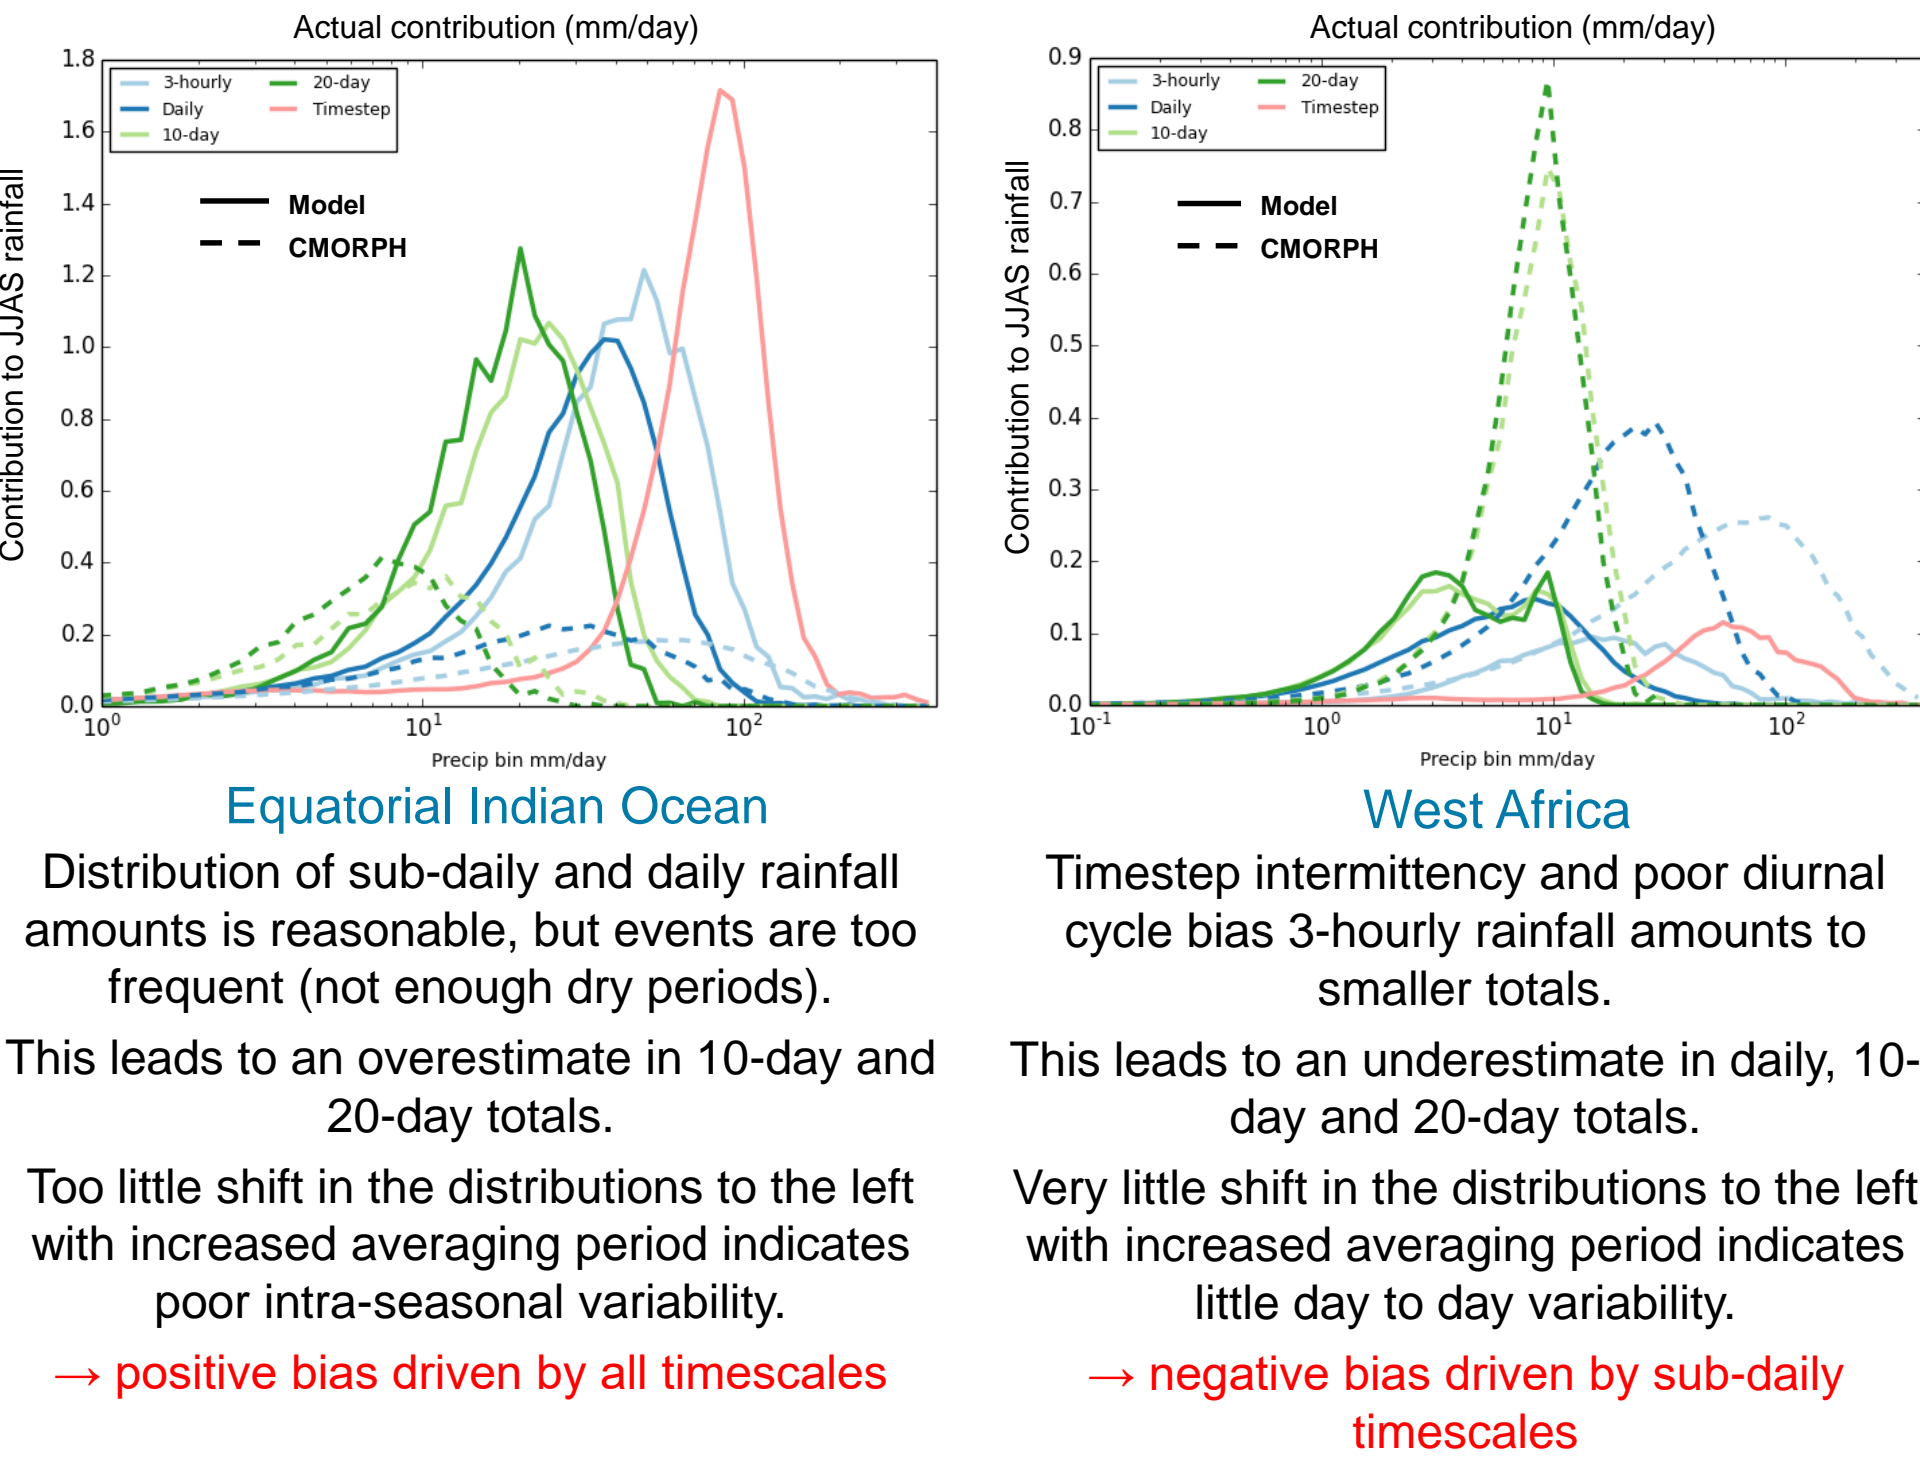 Actual contribution (mm/day)
1.8
1.6
1.4
1.2
1.0
0.8
0.6
0.4
0.2
0.0
Contribution to JJAS rainfall
3-hourly
Daily
10-day
20-day
Timestep
Model
CMORPH
10^0
10^1
10^2
Precip bin mm/day
Equatorial Indian Ocean
Distribution of sub-daily and daily rainfall
amounts is reasonable, but events are too
frequent (not enough dry periods).
This leads to an overestimate in 10-day and
20-day totals.
Too little shift in the distributions to the left
with increased averaging period indicates
poor intra-seasonal variability.
→ positive bias driven by all timescales
Actual contribution (mm/day)
0.9
0.8
0.7
0.6
0.5
0.4
0.3
0.2
0.1
0.0
Contribution to JJAS rainfall
3-hourly
Daily
10-day
20-day
Timestep
Model
CMORPH
10^-1
10^0
10^1
10^2
Precip bin mm/day
West Africa
Timestep intermittency and poor diurnal
cycle bias 3-hourly rainfall amounts to
smaller totals.
This leads to an underestimate in daily, 10-
day and 20-day totals.
Very little shift in the distributions to the left
with increased averaging period indicates
little day to day variability.
→ negative bias driven by sub-daily
timescales